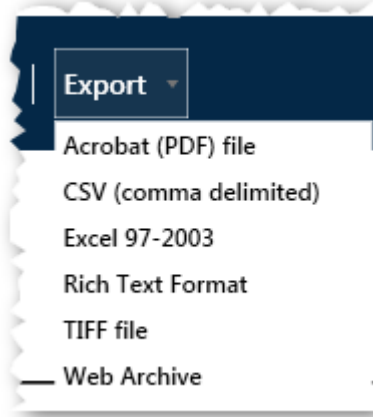 Export
Acrobat (PDF) file
CSV (comma delimited)
Excel 97-2003
Rich Text Format
TIFF file
Web Archive